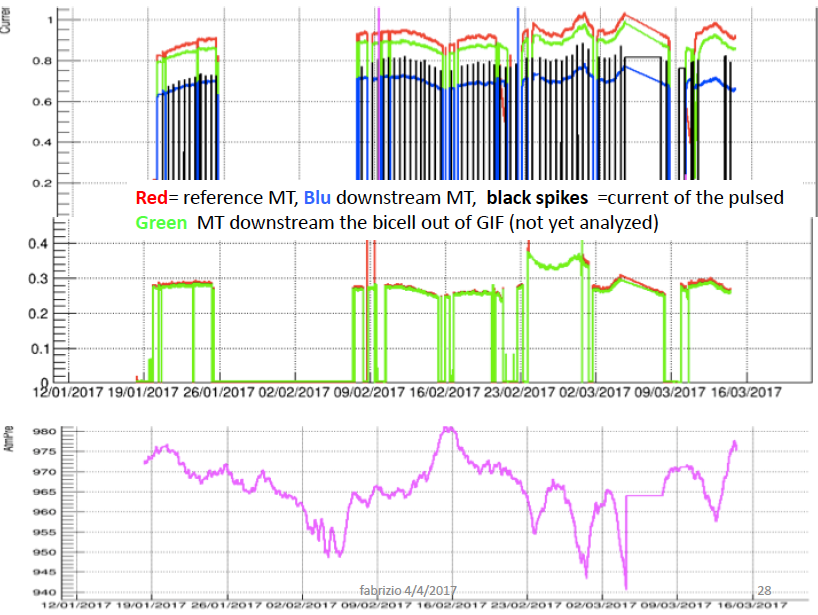 Curren
1
0.8
0.6
0.4
0.2
Red= reference MT, Blu downstream MT,  black spikes  =current of the pulsed
Green  MT downstream the bicell out of GIF (not yet analyzed)
0.4
0.3
0.2
0.1
0
12/01/2017 19/01/2017 26/01/2017 02/02/2017 09/02/2017 16/02/2017 23/02/2017 02/03/2017 09/03/2017 16/03/2017
AtmPre
980
975
970
965
960
955
950
945
940
fabrizio 4/4/2017 28
12/01/2017 19/01/2017 26/01/2017 02/02/2017 09/02/2017 16/02/2017 23/02/2017 02/03/2017 09/03/2017 16/03/2017